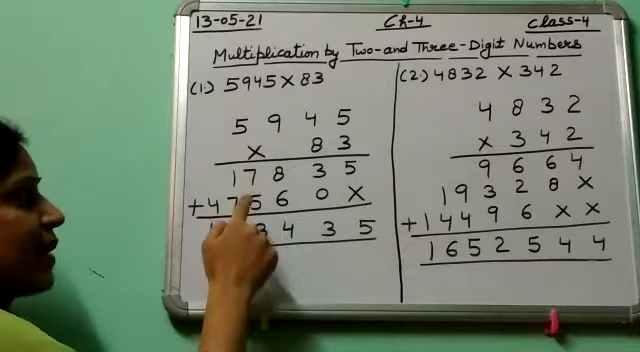 13-05-21 Ch-4 Class-4
Multiplication by Two-and Three-Digit Numbers
(1.) 5945 X 83
5 9 4 5
X 8 3
1 7 8 3 5
+ 4 7 5 6 0 X
3 4 3 5
(2.) 4832 X 342
4 8 3 2
X 3 4 2
9 6 6 4
1 9 3 2 8 X
+ 1 4 4 9 6 X X
1 6 5 2 5 4 4